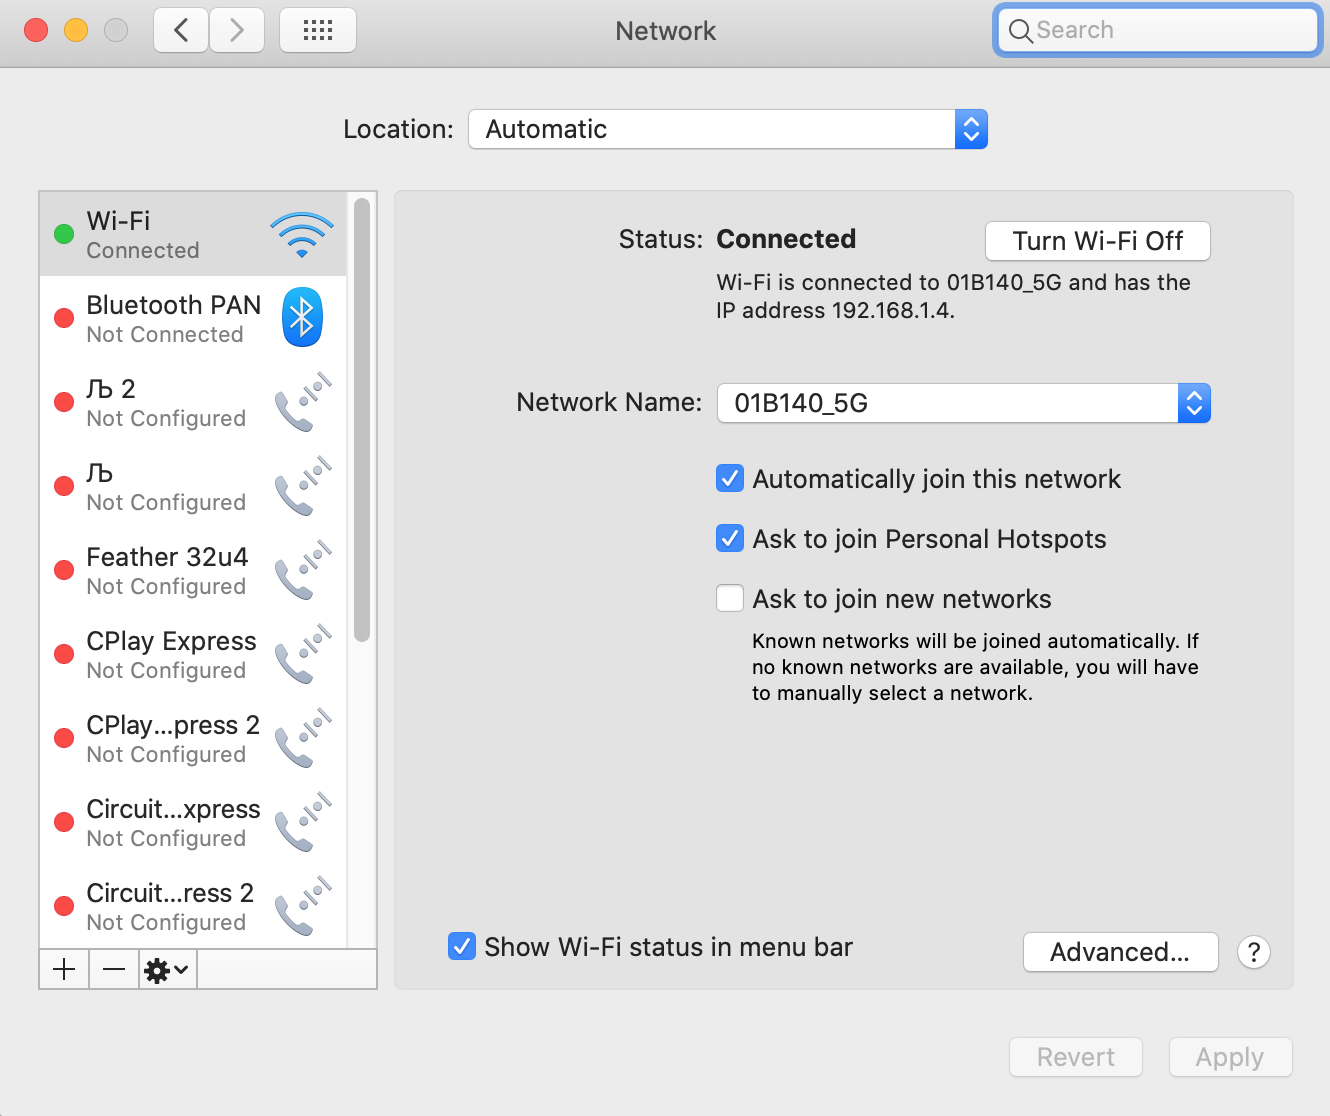 Network
Search
Location: Automatic
Wi-Fi
Connected
Bluetooth PAN
Not Connected
Љ 2
Not Configured
Љ
Not Configured
Feather 32u4
Not Configured
CPlay Express
Not Configured
CPlay...press 2
Not Configured
Circuit...xpress
Not Configured
Circuit...ress 2
Not Configured
Status: Connected
Turn Wi-Fi Off
Wi-Fi is connected to 01B140_5G and has the
IP address 192.168.1.4.
Network Name: 01B140_5G
Automatically join this network
Ask to join Personal Hotspots
Ask to join new networks
Known networks will be joined automatically. If
no known networks are available, you will have
to manually select a network.
Show Wi-Fi status in menu bar
Advanced...
?
Revert
Apply